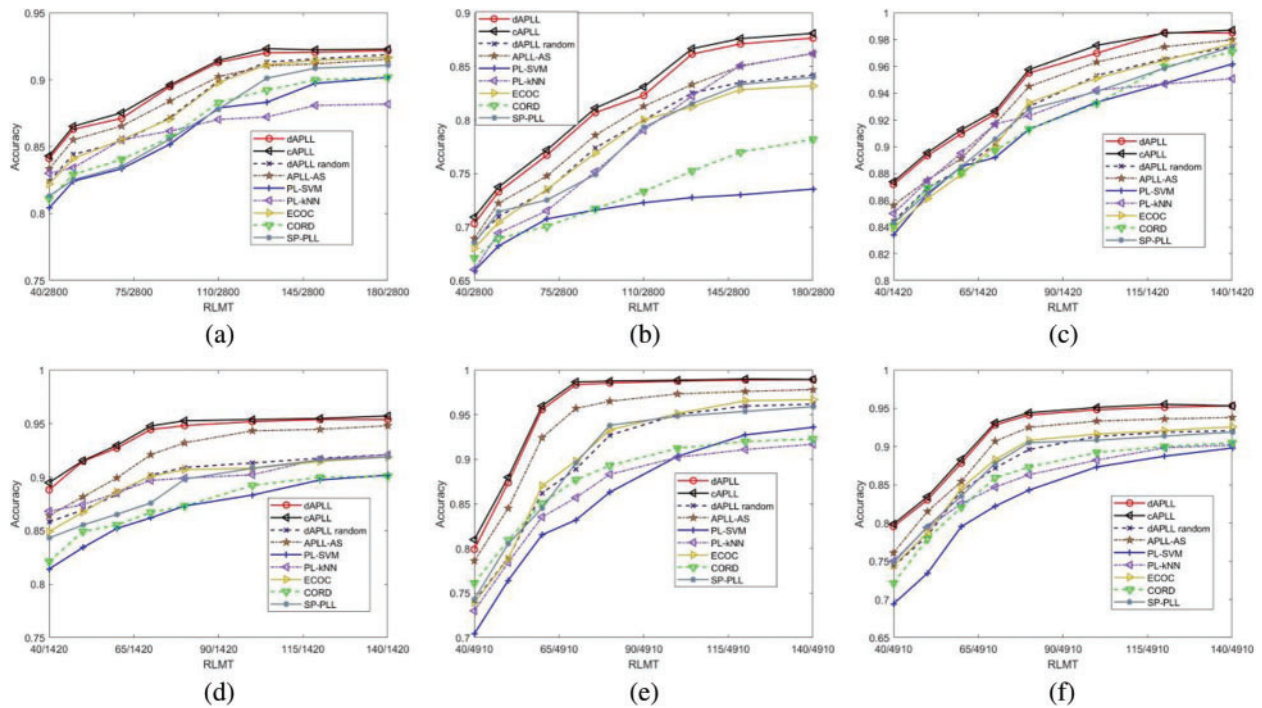 0.95
0.9
0.85
0.8
0.75
Accuracy
40/2800
75/2800
110/2800
145/2800
180/2800
RLMT
dAPLL
cAPLL
dAPLL random
APLL-AS
PL-SVM
PL-kNN
ECOC
CORD
SP-PLL
(a)
0.9
0.85
0.8
0.75
0.7
0.65
Accuracy
40/2800
75/2800
110/2800
145/2800
180/2800
RLMT
dAPLL
cAPLL
dAPLL random
APLL-AS
PL-SVM
PL-kNN
ECOC
CORD
SP-PLL
(b)
1
0.98
0.96
0.94
0.92
0.9
0.88
0.86
0.84
0.82
0.8
Accuracy
40/1420
65/1420
90/1420
115/1420
140/1420
RLMT
dAPLL
cAPLL
dAPLL random
APLL-AS
PL-SVM
PL-kNN
ECOC
CORD
SP-PLL
(c)
1
0.95
0.9
0.85
0.8
0.75
Accuracy
40/1420
65/1420
90/1420
115/1420
140/1420
RLMT
dAPLL
cAPLL
dAPLL random
APLL-AS
PL-SVM
PL-kNN
ECOC
CORD
SP-PLL
(d)
1
0.95
0.9
0.85
0.8
0.75
0.7
Accuracy
40/4910
65/4910
90/4910
115/4910
140/4910
RLMT
dAPLL
cAPLL
dAPLL random
APLL-AS
PL-SVM
PL-kNN
ECOC
CORD
SP-PLL
(e)
1
0.95
0.9
0.85
0.8
0.75
0.7
0.65
Accuracy
40/4910
65/4910
90/4910
115/4910
140/4910
RLMT
dAPLL
cAPLL
dAPLL random
APLL-AS
PL-SVM
PL-kNN
ECOC
CORD
SP-PLL
(f)